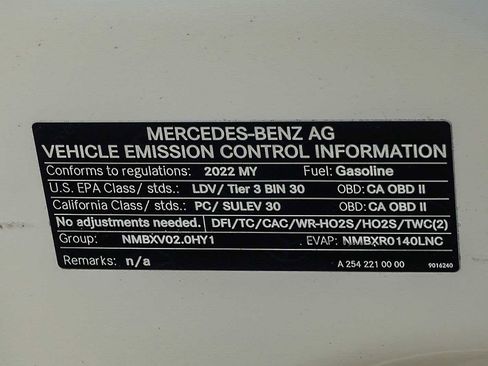 MERCEDES-BENZ AG
VEHICLE EMISSION CONTROL INFORMATION
Conforms to regulations: 2022 MY Fuel: Gasoline
U.S. EPA Class/ stds.: LDV/ Tier 3 BIN 30 OBD: CA OBD II
California Class/ stds.: PC/ SULEV 30 OBD: CA OBD II
No adjustments needed. DFI/TC/CAC/WR-HO2S/HO2S/TWC(2)
Group: NMBXV02.0HY1 EVAP: NMBXR0140LNC
Remarks: n/a A 254 221 00 00 9016240